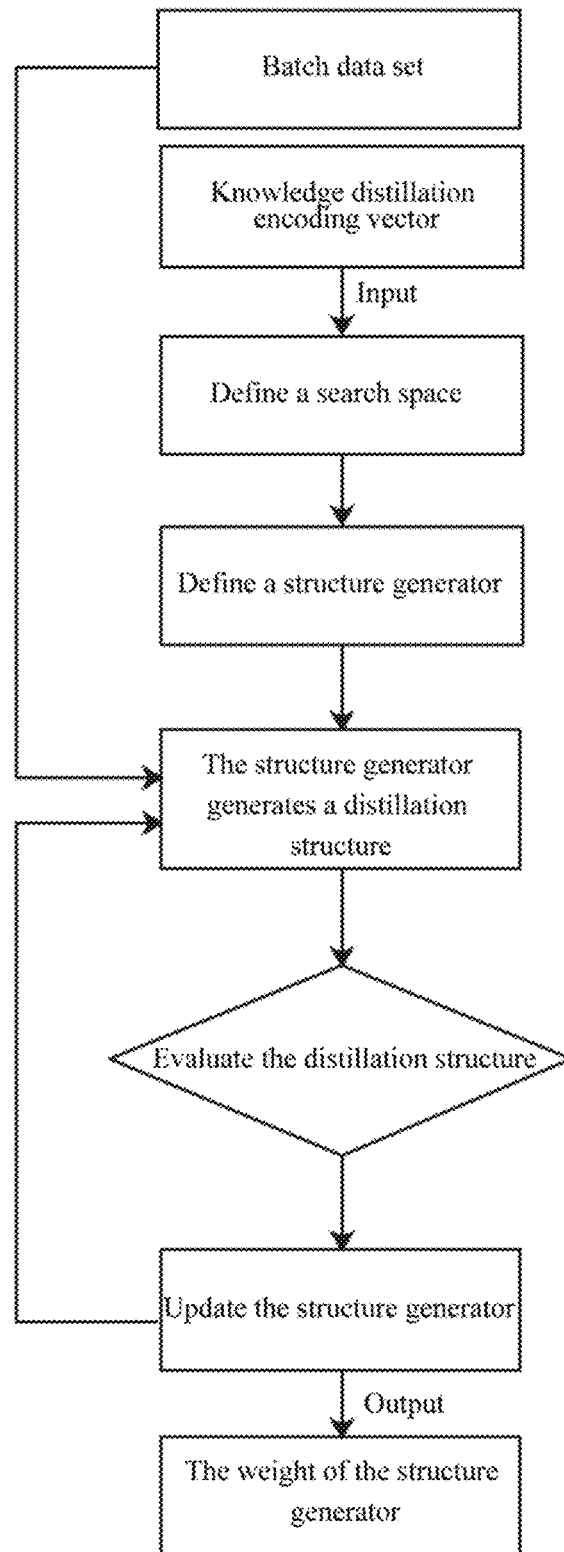 Batch data set
Knowledge distillation
encoding vector
Input
Define a search space
Define a structure generator
The structure generator
generates a distillation
structure
Evaluate the distillation structure
Update the structure generator
Output
The weight of the structure
generator